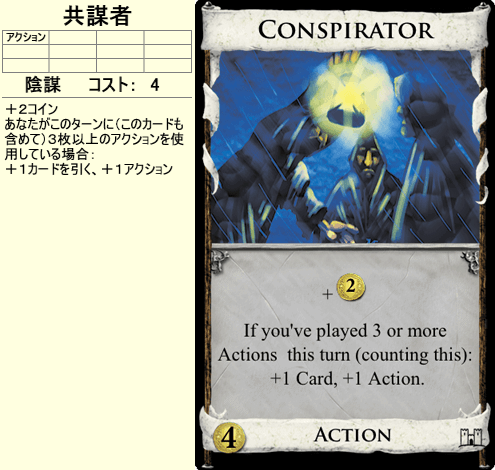 共謀者
アクション
陰謀 コスト： 4
＋２コイン
あなたがこのターンに（このカードも
含めて）３枚以上のアクションを使
用している場合：
＋１カードを引く、＋１アクション
CONSPIRATOR
+ 2
If you've played 3 or more
Actions this turn (counting this):
+1 Card, +1 Action.
4 ACTION